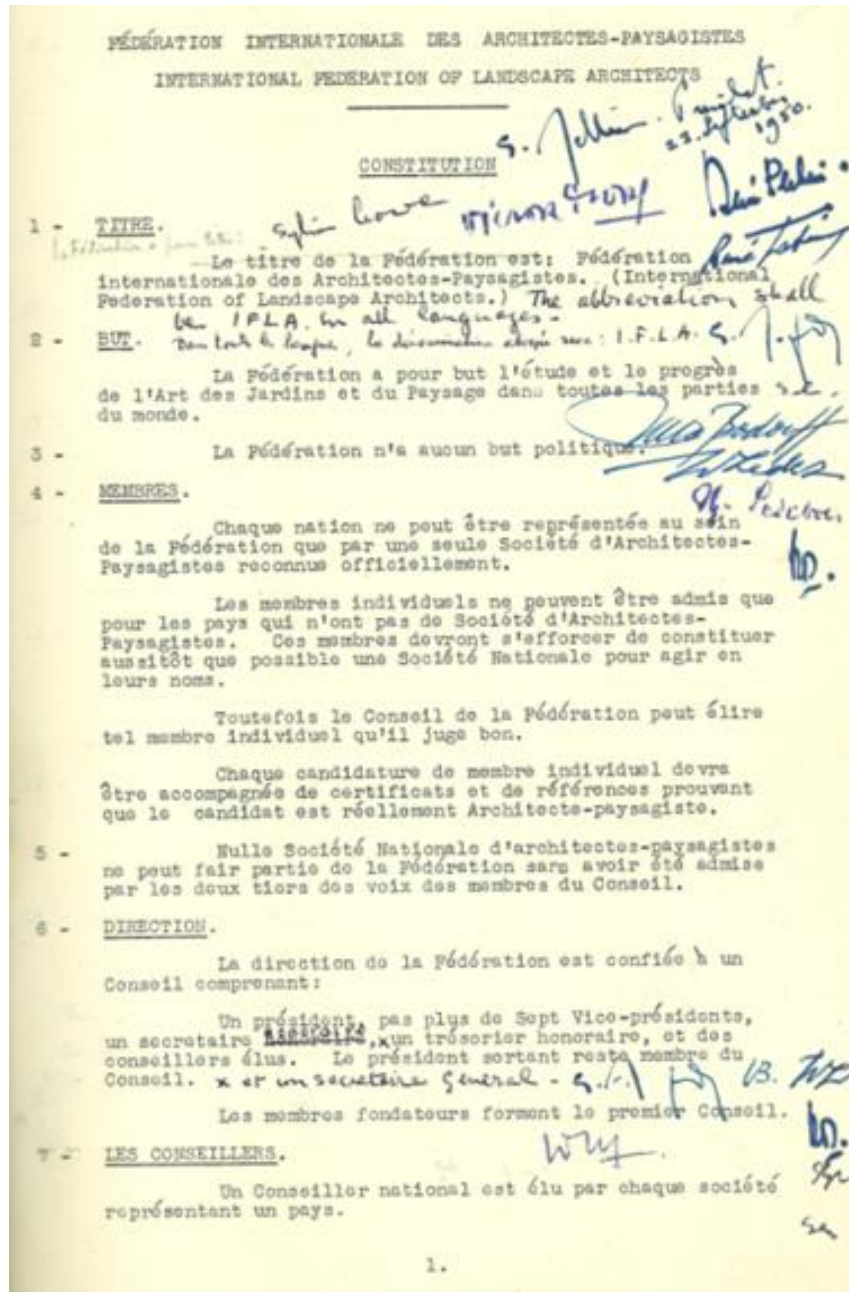 FÉDÉRATION INTERNATIONALE DES ARCHITECTES-PAYSAGISTES
INTERNATIONAL FEDERATION OF LANDSCAPE ARCHITECTS
1950.
CONSTITUTION
1 - TITRE.
Le titre de la Fédération est: Fédération
internationale des Architectes-Paysagistes. (International
Federation of Landscape Architects.) The abbreviation shall
be I.F.L.A. in all languages.
2 - BUT.
I.F.L.A.
La Fédération a pour but l'étude et le progrès
de l'Art des Jardins et du Paysage dans toutes les parties
du monde.
3 - La Fédération n'a aucun but politique.
4 - MEMBRES.
Chaque nation ne peut être représentée au sein
de la Fédération que par une seule Société d'Architectes-
Paysagistes reconnue officiellement.
Les membres individuels ne peuvent être admis que
pour les pays qui n'ont pas de Société d'Architectes-
Paysagistes. Ces membres devront s'efforcer de constituer
aussitôt que possible une Société Nationale pour agir en
leurs noms.
Toutefois le Conseil de la Fédération peut élire
tel membre individuel qu'il juge bon.
Chaque candidature de membre individuel devra
être accompagnée de certificats et de références prouvant
que le candidat est réellement Architecte-paysagiste.
5 - Nulle Société Nationale d'architectes-paysagistes
ne peut fair partie de la Fédération sans avoir été admise
par les deux tiers des voix des membres du Conseil.
6 - DIRECTION.
La direction de la Fédération est confiée à un
Conseil comprenant:
Un président, pas plus de Sept Vice-présidents,
un secretaire , x un trésorier honoraire, et des
conseillers élus. Le président sortant reste membre du
Conseil. x et un secrétaire General -
Les membres fondateurs forment le premier Conseil.
7 - LES CONSEILLERS.
Un Conseiller national est élu par chaque société
représentant un pays.
1.